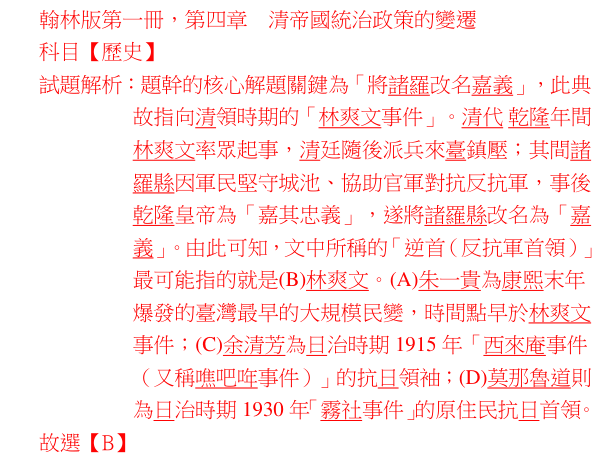 翰林版第一冊，第四章　清帝國統治政策的變遷
科目【歷史】
試題解析：題幹的核心解題關鍵為「將諸羅改名嘉義」，此典
故指向清領時期的「林爽文事件」。清代 乾隆年間
林爽文率眾起事，清廷隨後派兵來臺鎮壓；其間諸
羅縣因軍民堅守城池、協助官軍對抗反抗軍，事後
乾隆皇帝為「嘉其忠義」，遂將諸羅縣改名為「嘉
義」。由此可知，文中所稱的「逆首（反抗軍首領）」
最可能指的就是(B)林爽文。(A)朱一貴為康熙末年
爆發的臺灣最早的大規模民變，時間點早於林爽文
事件；(C)余清芳為日治時期 1915 年「西來庵事件
（又稱噍吧哖事件）」的抗日領袖；(D)莫那魯道則
為日治時期 1930 年「霧社事件」的原住民抗日首領。
故選【B】